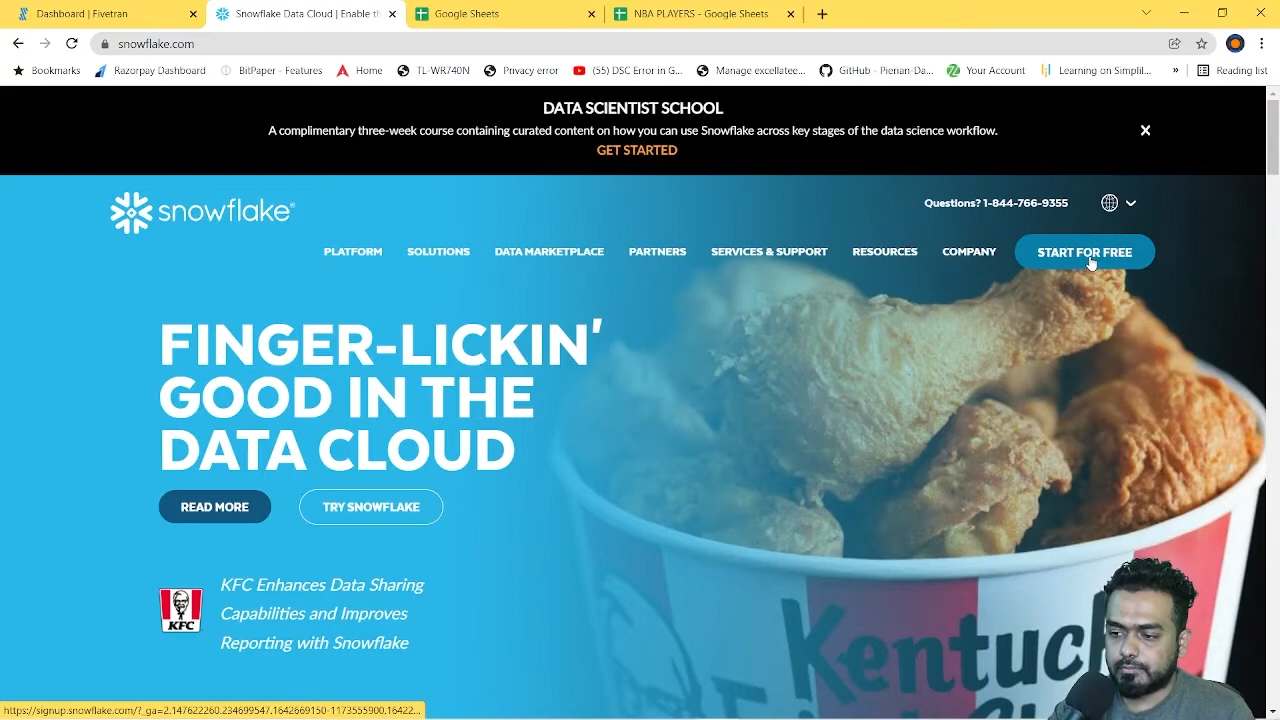 Dashboard | Fivetran
Snowflake Data Cloud | Enable th
Google Sheets
NBA PLAYERS - Google Sheets
snowflake.com
Bookmarks
Razorpay Dashboard
BitPaper - Features
Home
TL-WR740N
Privacy error
(55) DSC Error in G...
Manage exceeltee...
GitHub - Pierian-Da...
Your Account
Learning on Simplil...
»
Reading list
DATA SCIENTIST SCHOOL
A complimentary three-week course containing curated content on how you can use Snowflake across key stages of the data science workflow.
GET STARTED
snowflake®
Questions? 1-844-766-9355
PLATFORM
SOLUTIONS
DATA MARKETPLACE
PARTNERS
SERVICES & SUPPORT
RESOURCES
COMPANY
START FOR FREE
FINGER-LICKIN'
GOOD IN THE
DATA CLOUD
READ MORE
TRY SNOWFLAKE
KFC
KFC Enhances Data Sharing
Capabilities and Improves
Reporting with Snowflake
Kentuck
https://signup.snowflake.com/?_ga=2.147622260.234699547.1642669150-1173555900.16422...